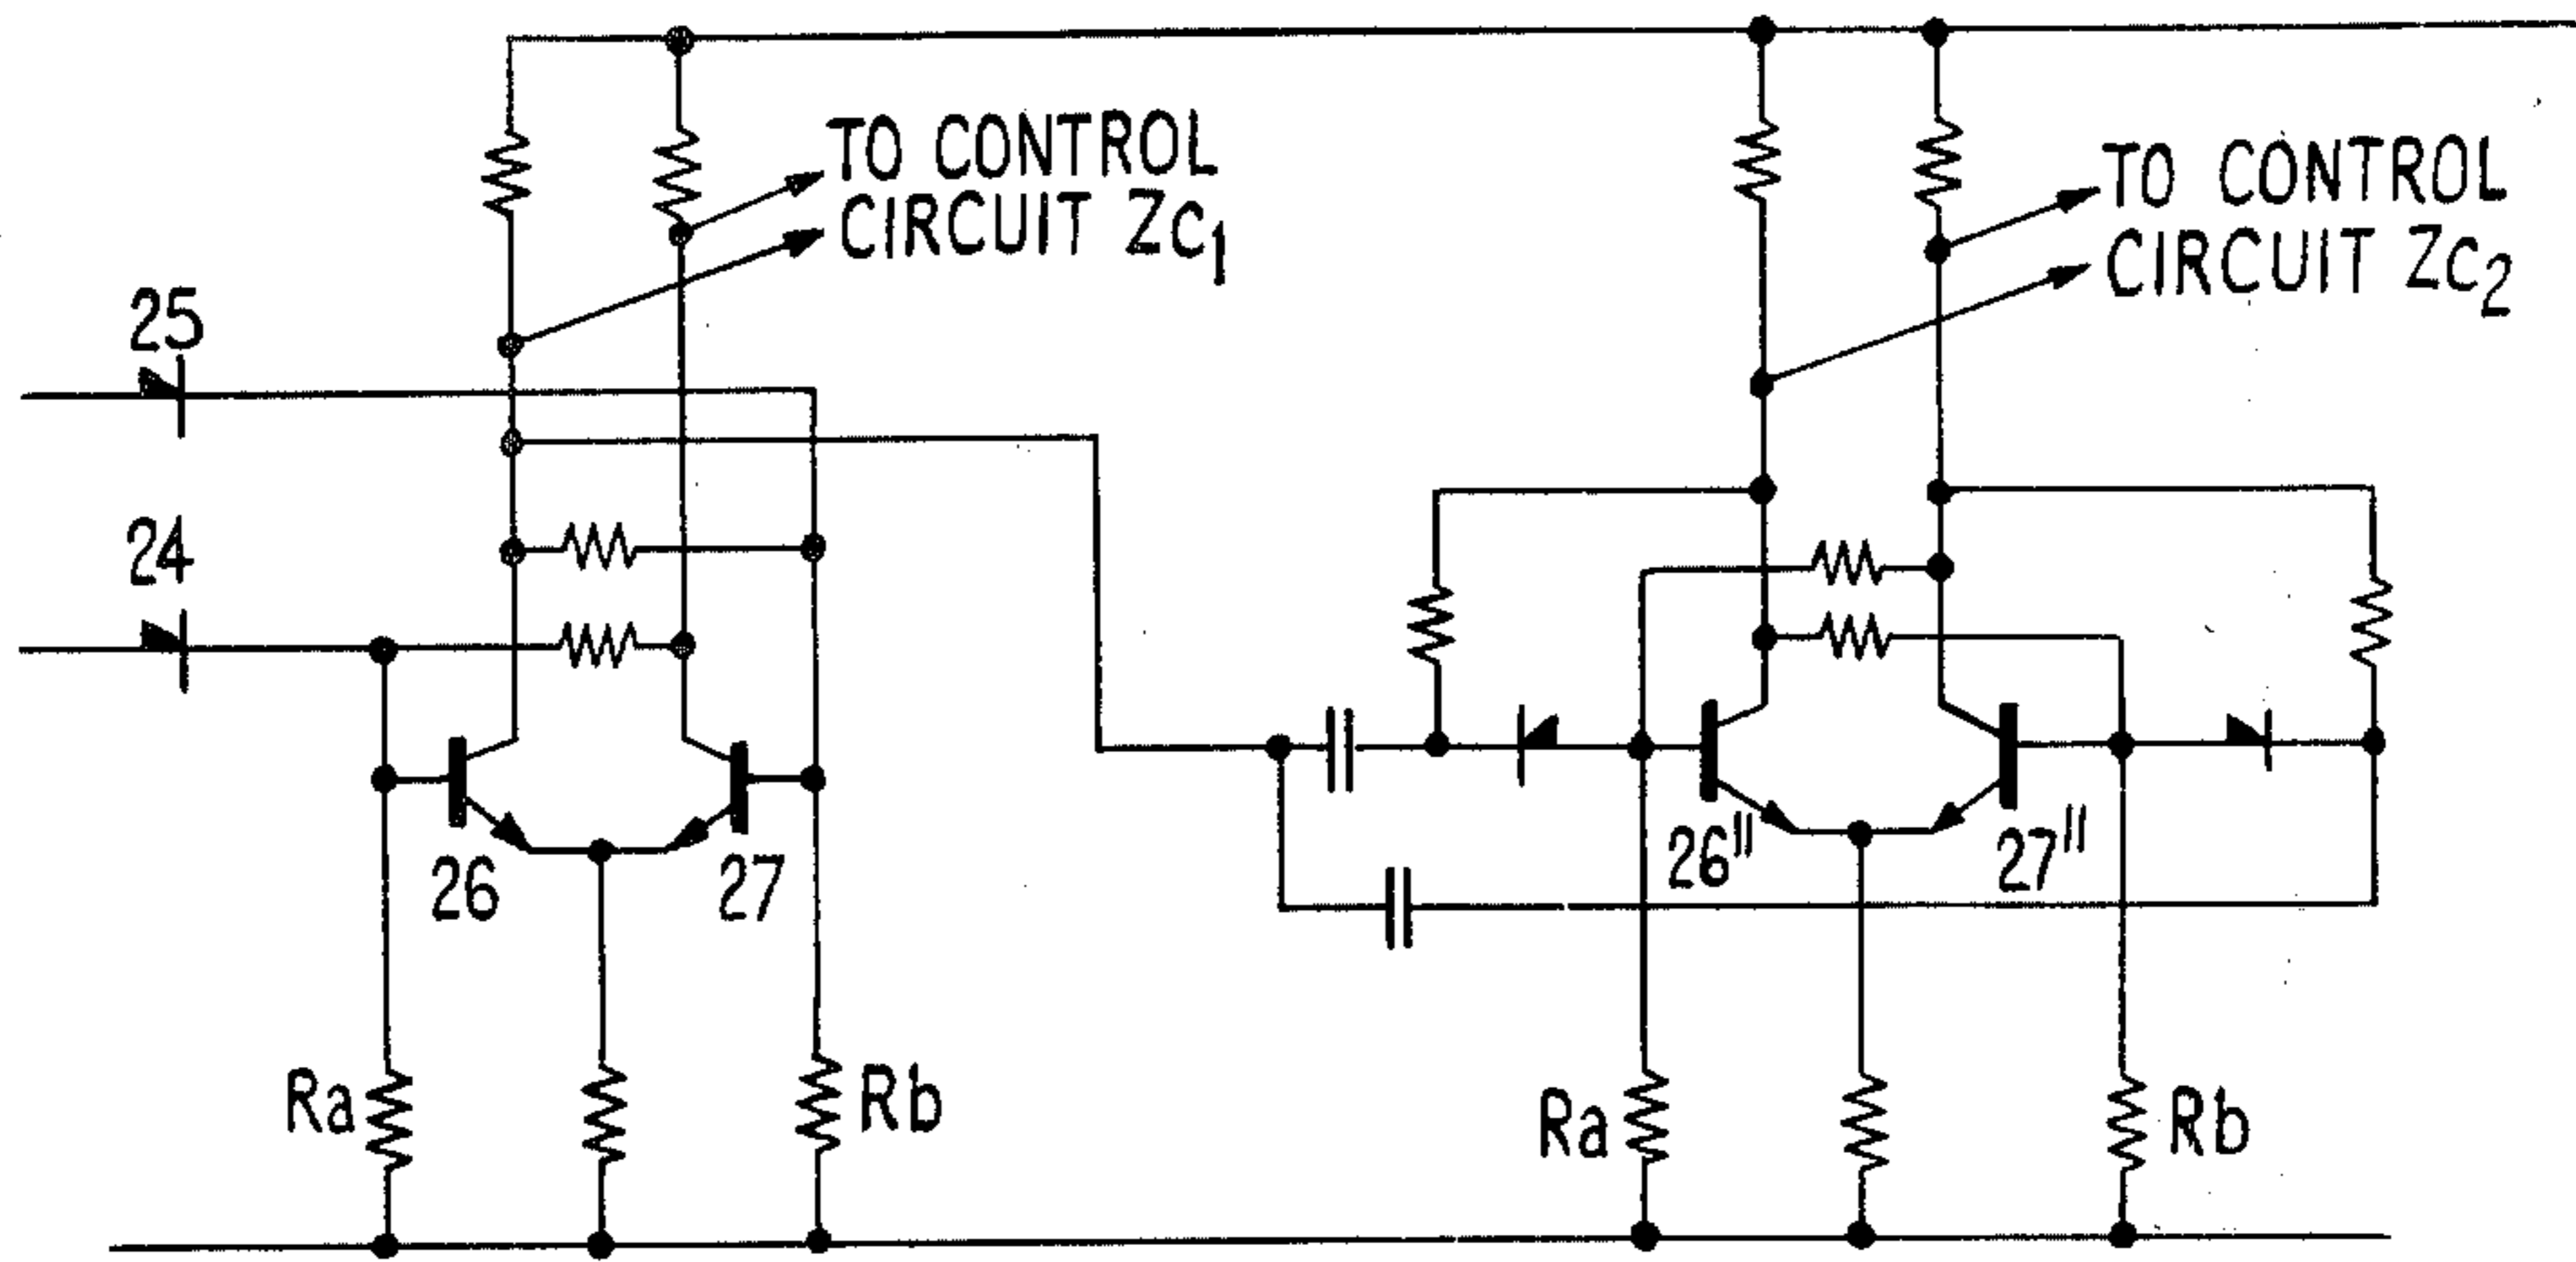 TO CONTROL
CIRCUIT Zc1
TO CONTROL
CIRCUIT Zc2
25
24
26
27
26"
27"
Ra
Rb
Ra
Rb